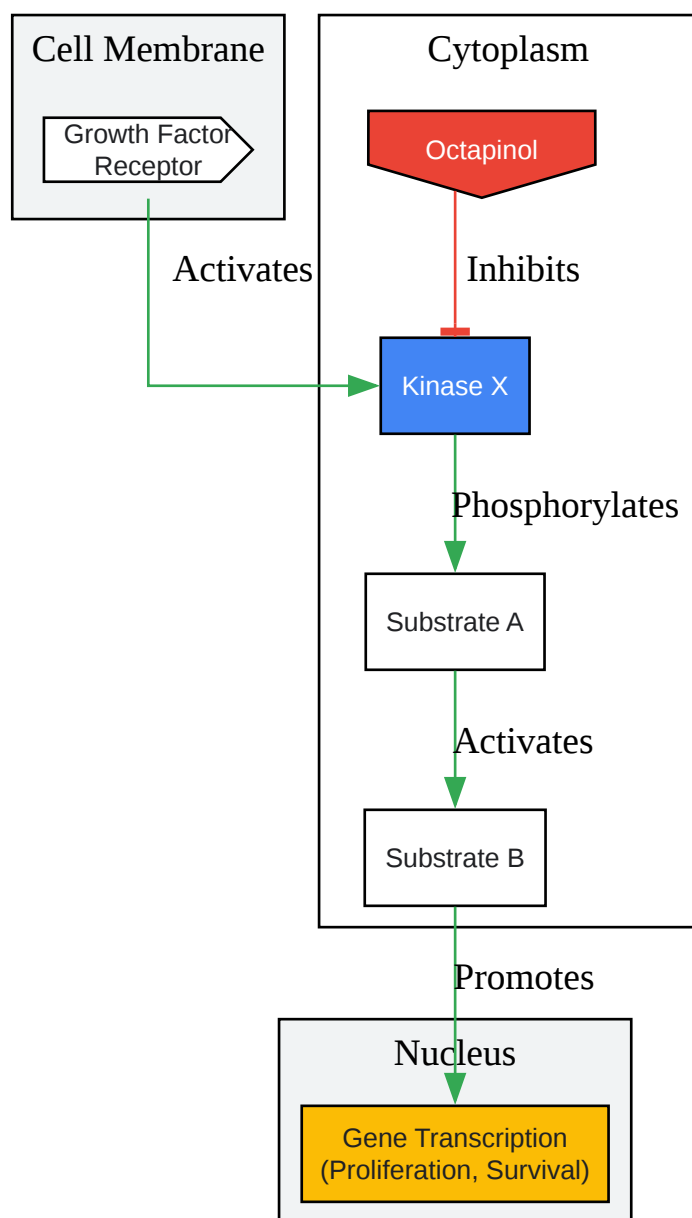 Cell Membrane
Growth Factor
Receptor
Activates
Cytoplasm
Octapinol
Inhibits
Kinase X
Phosphorylates
Substrate A
Activates
Substrate B
Promotes
Nucleus
Gene Transcription
(Proliferation, Survival)